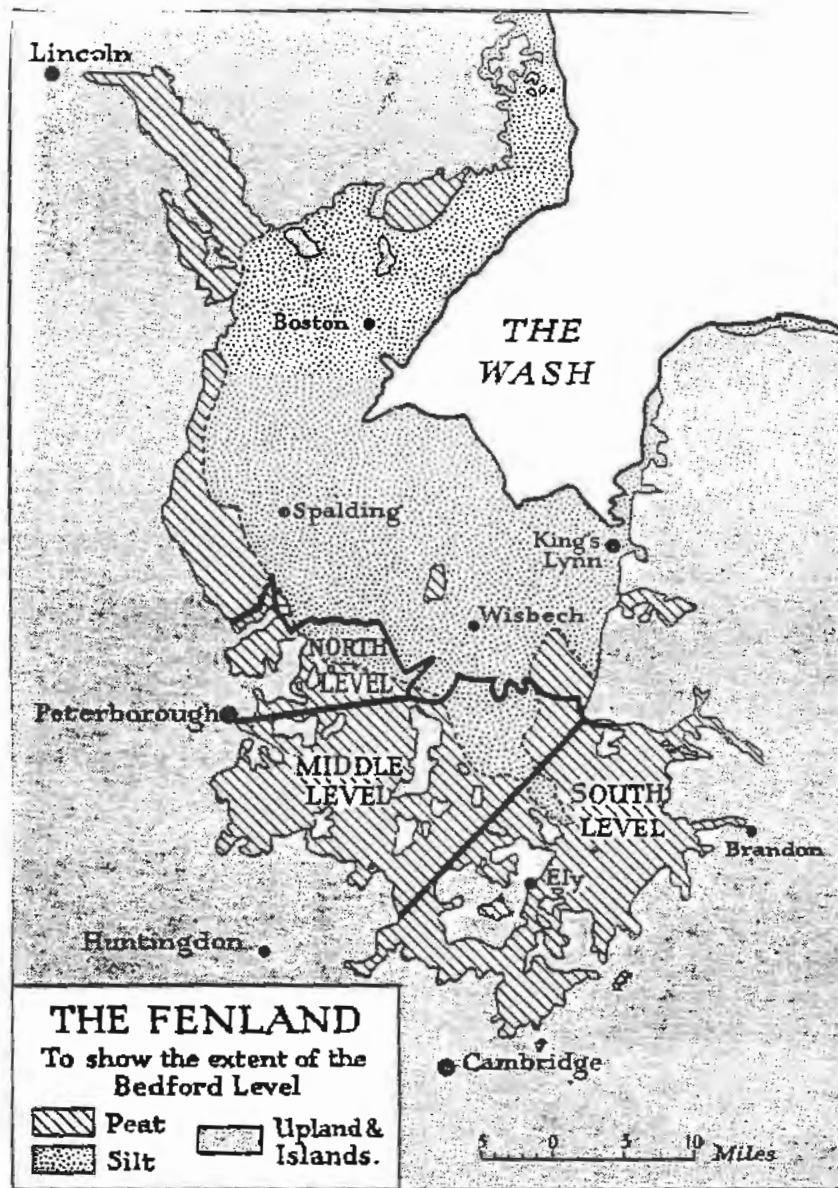 Lincoln
Boston
THE
WASH
Spalding
King's
Lynn
Wisbech
NORTH
LEVEL
Peterborough
MIDDLE
LEVEL
SOUTH
LEVEL
Brandon
Ely
Huntingdon
THE FENLAND
To show the extent of the
Bedford Level
Peat
Silt
Upland &
Islands.
Cambridge
5 0 5 10 Miles